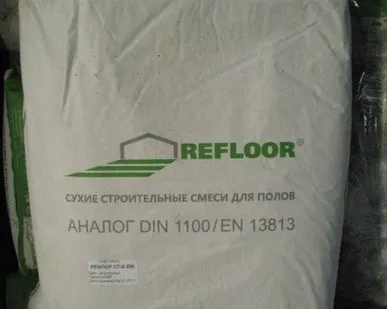 REFLOOR®
СУХИЕ СТРОИТЕЛЬНЫЕ СМЕСИ ДЛЯ ПОЛОВ
АНАЛОГ DIN 1100/EN 13813